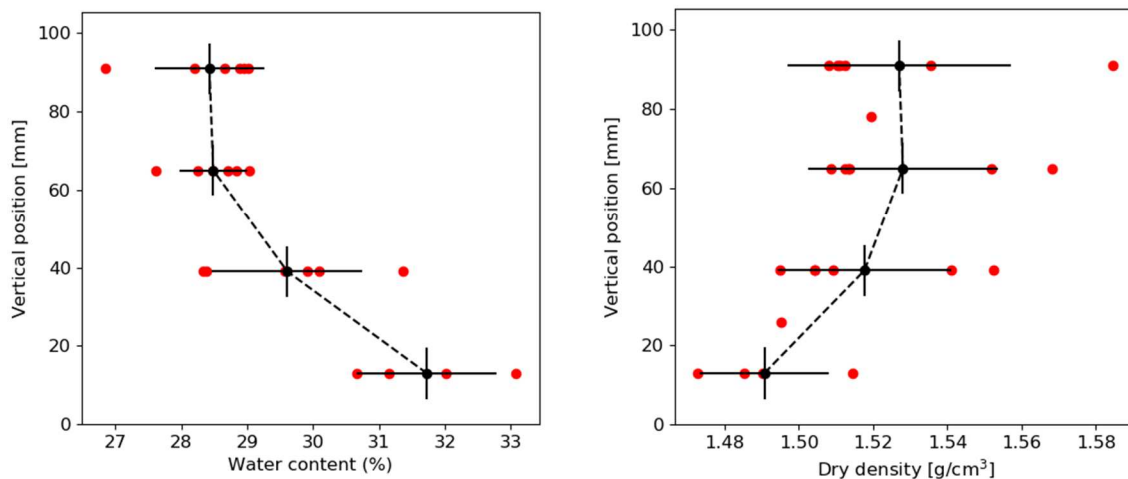 100
80
60
40
20
0
Vertical position [mm]
27 28 29 30 31 32 33
Water content (%)
100
80
60
40
20
0
Vertical position [mm]
1.48 1.50 1.52 1.54 1.56 1.58
Dry density [g/cm³]